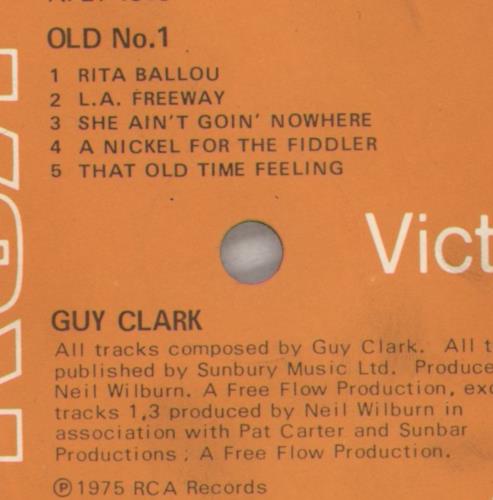 OLD No.1
1 RITA BALLOU
2 L.A. FREEWAY
3 SHE AIN'T GOIN' NOWHERE
4 A NICKEL FOR THE FIDDLER
5 THAT OLD TIME FEELING
Vict
GUY CLARK
All tracks composed by Guy Clark. All t
published by Sunbury Music Ltd. Produce
Neil Wilburn. A Free Flow Production, exc
tracks 1,3 produced by Neil Wilburn in
association with Pat Carter and Sunbar
Productions ; A Free Flow Production.
℗1975 RCA Records